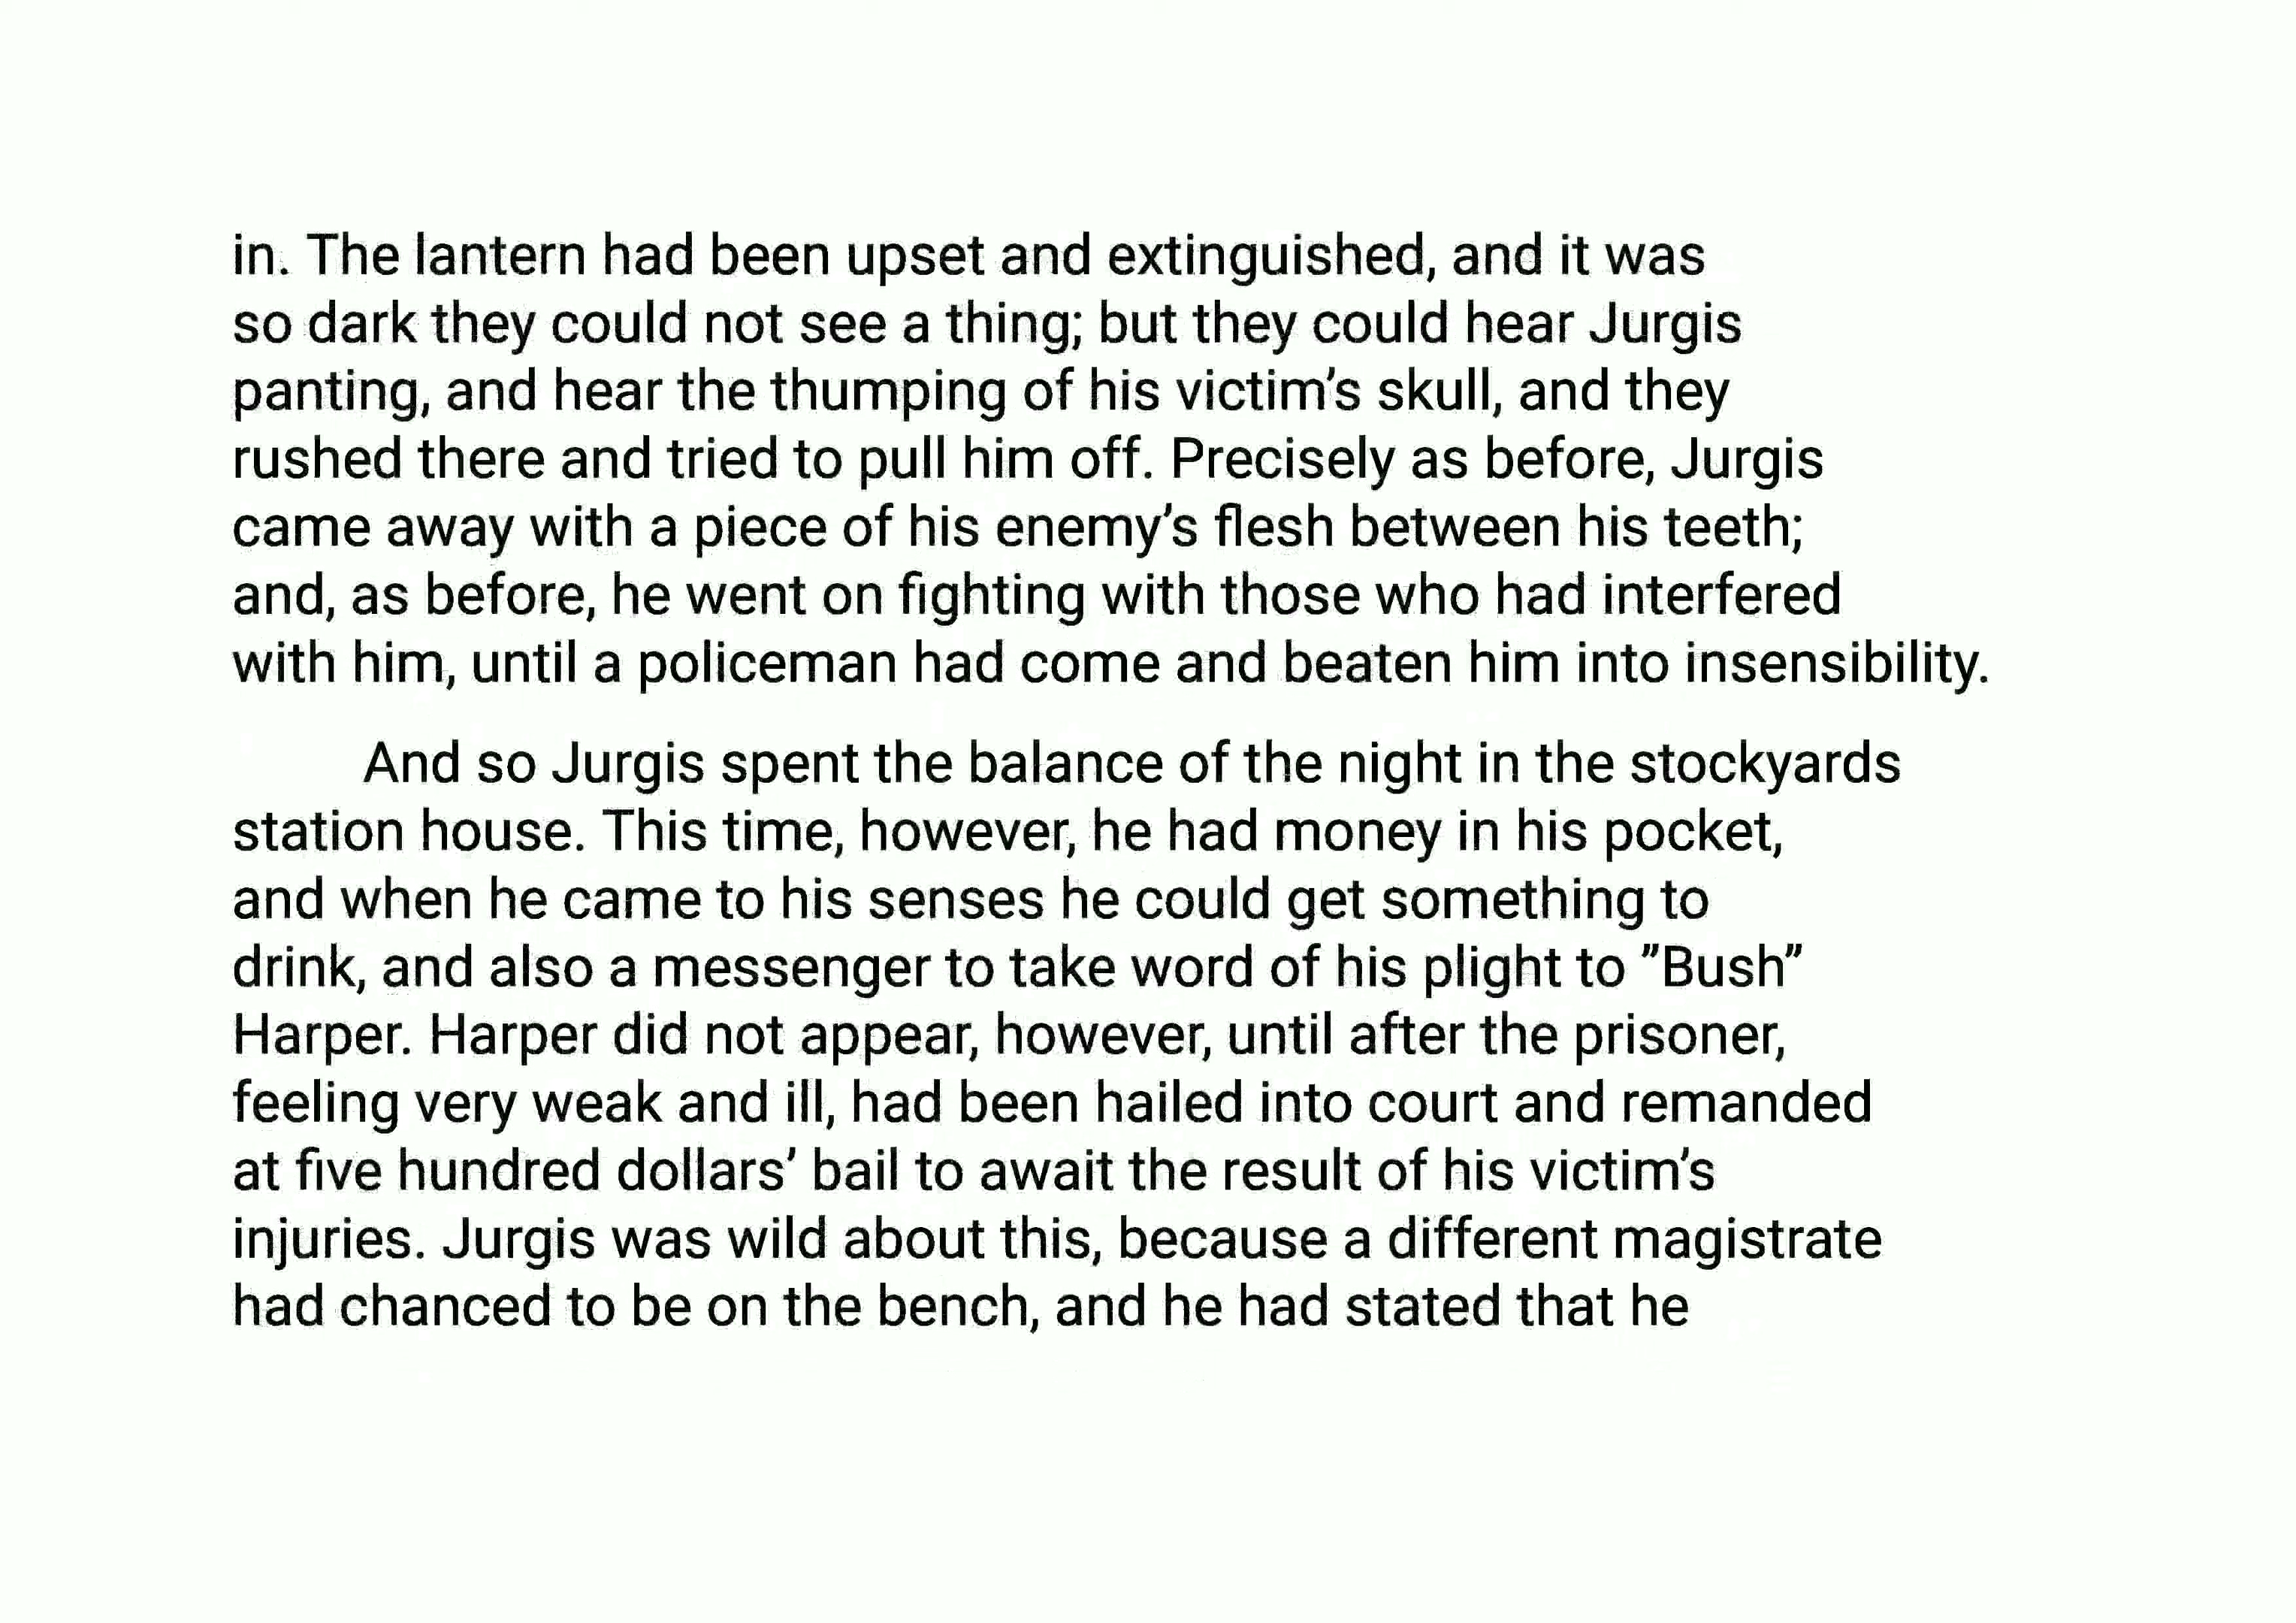 in. The lantern had been upset and extinguished, and it was
so dark they could not see a thing; but they could hear Jurgis
panting, and hear the thumping of his victim’s skull, and they
rushed there and tried to pull him off. Precisely as before, Jurgis
came away with a piece of his enemy’s flesh between his teeth;
and, as before, he went on fighting with those who had interfered
with him, until a policeman had come and beaten him into insensibility.
And so Jurgis spent the balance of the night in the stockyards
station house. This time, however, he had money in his pocket,
and when he came to his senses he could get something to
drink, and also a messenger to take word of his plight to ”Bush”
Harper. Harper did not appear, however, until after the prisoner,
feeling very weak and ill, had been hailed into court and remanded
at five hundred dollars’ bail to await the result of his victim’s
injuries. Jurgis was wild about this, because a different magistrate
had chanced to be on the bench, and he had stated that he